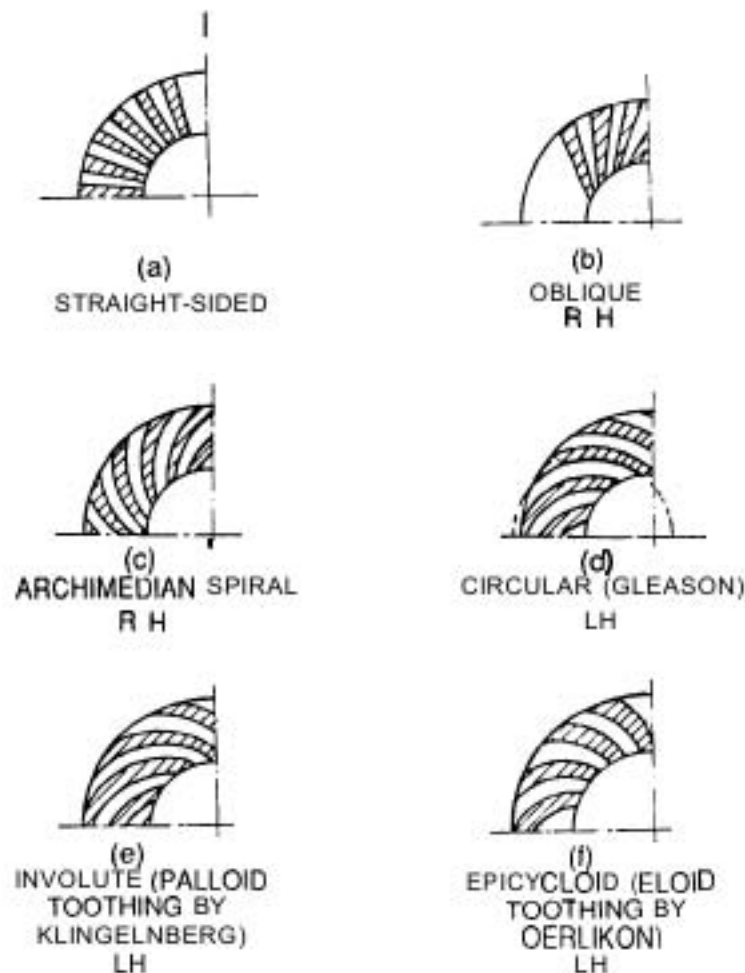 (a)
STRAIGHT-SIDED
(b)
OBLIQUE
R H
(c)
ARCHIMEDIAN SPIRAL
R H
(d)
CIRCULAR (GLEASON)
LH
(e)
INVOLUTE (PALLOID
TOOTHING BY
KLINGELNBERG)
LH
(f)
EPICYCLOID (ELOID
TOOTHING BY
OERLIKON)
LH